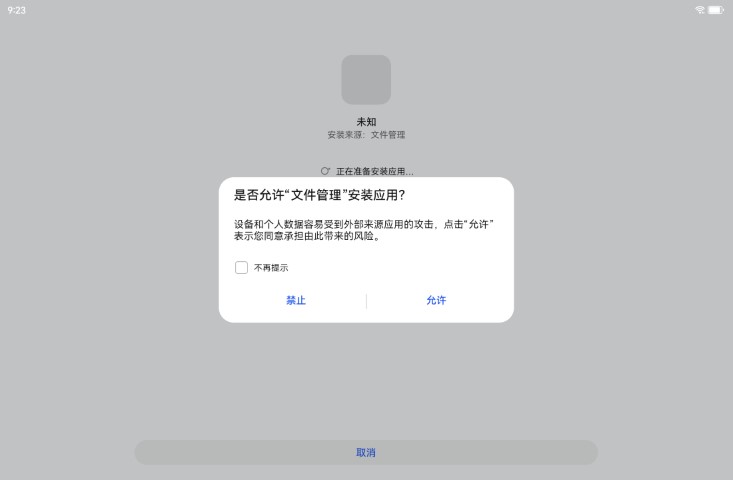 9:23
未知
安装来源：文件管理
正在准备安装应用...
是否允许“文件管理”安装应用？
设备和个人数据容易受到外部来源应用的攻击，点击“允许”
表示您同意承担由此带来的风险。
不再提示
禁止
允许
取消